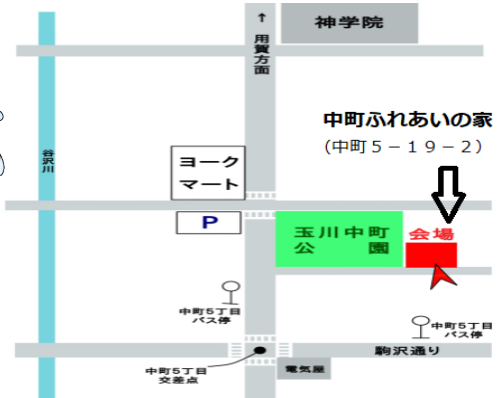 神学院
↑
用賀方面
中町ふれあいの家
(中町5-19-2)
谷沢川
ヨーク
マート
P
玉川中町
公園
会場
中町5丁目
バス停
中町5丁目
バス停
駒沢通り
中町5丁目
交差点
電気屋